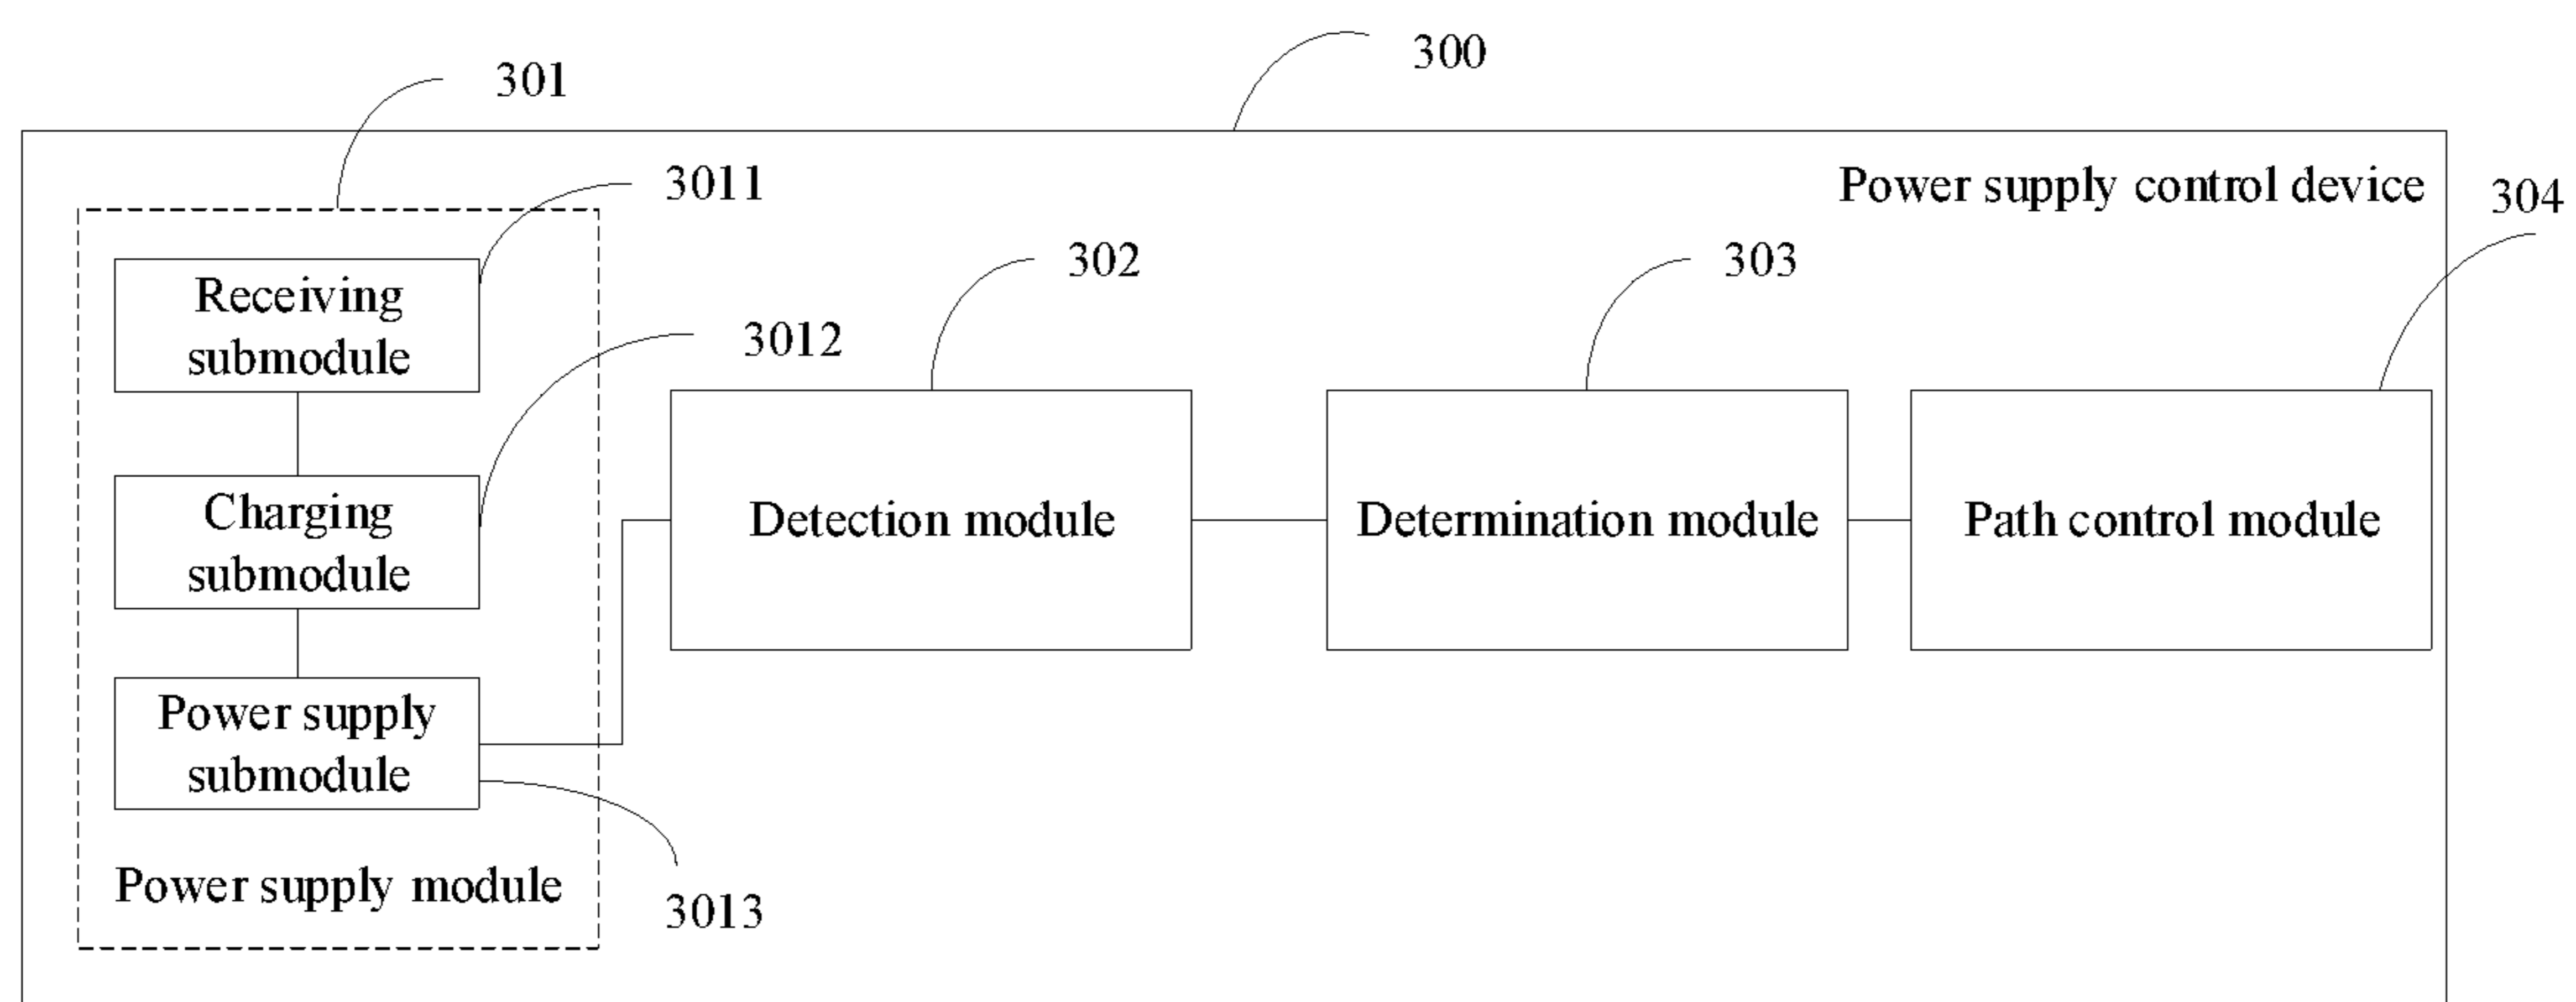 300
301
3011
Power supply control device
304
302
303
Receiving
submodule
3012
Charging
submodule
Detection module
Determination module
Path control module
Power supply
submodule
Power supply module
3013